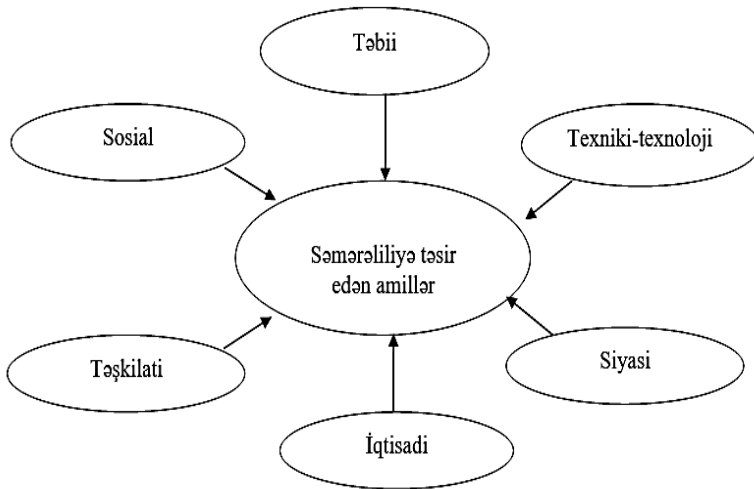 Təbii
Sosial
Texniki-texnoloji
Səmərəliliyə təsir
edən amillər
Təşkilati
Siyasi
İqtisadi